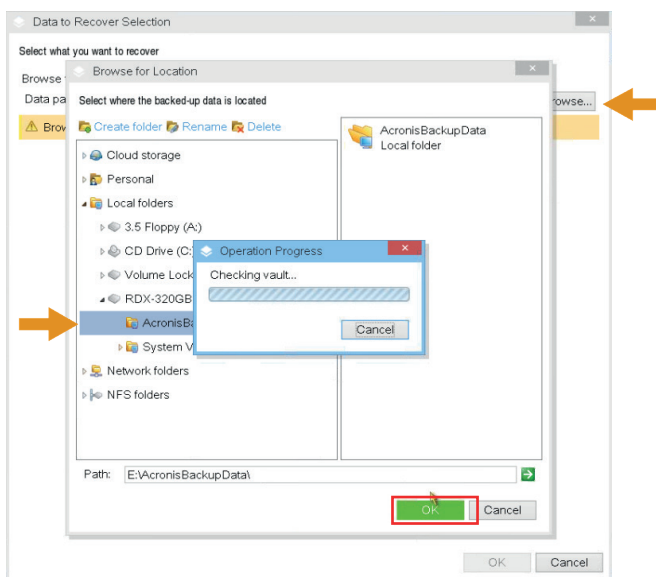 Data to Recover Selection
Select what you want to recover
Browse
Browse for Location
Data pa
Select where the backed-up data is located
rowse...
Brow
Create folder Rename Delete
AcronisBackupData
Local folder
Cloud storage
Personal
Local folders
3.5 Floppy (A:)
CD Drive (C:)
Operation Progress
Volume Lock
Checking vault...
RDX-320GB
AcronisBa
Cancel
System V
Network folders
NFS folders
Path: E:\AcronisBackupData\
OK Cancel
OK Cancel